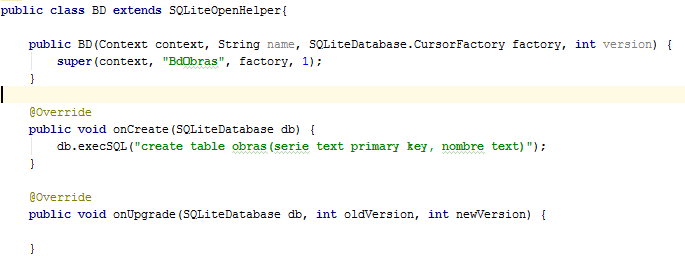 public class BD extends SQLiteOpenHelper{
public BD(Context context, String name, SQLiteDatabase.CursorFactory factory, int version) {
super(context, "BdObras", factory, 1);
}
@Override
public void onCreate(SQLiteDatabase db) {
db.execSQL("create table obras(serie text primary key, nombre text)");
}
@Override
public void onUpgrade(SQLiteDatabase db, int oldVersion, int newVersion) {
}